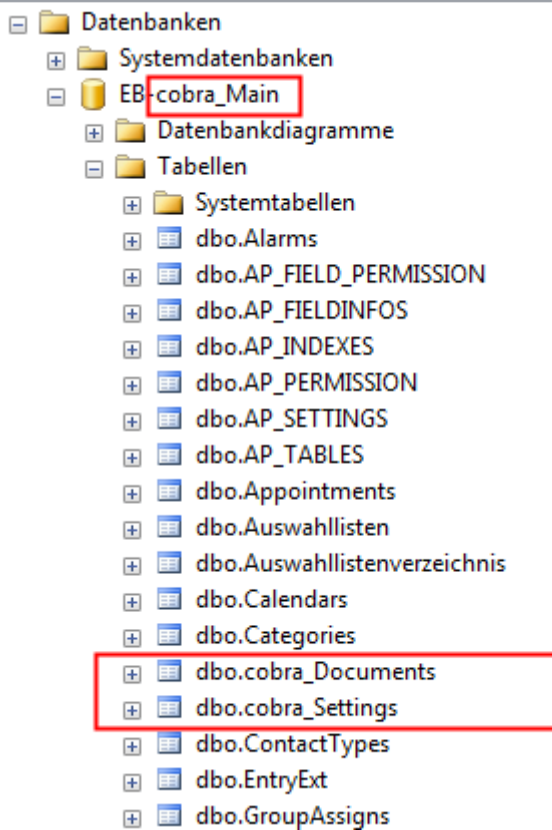 Datenbanken
Systemdatenbanken
EB-cobra_Main
Datenbankdiagramme
Tabellen
Systemtabellen
dbo.Alarms
dbo.AP_FIELD_PERMISSION
dbo.AP_FIELDINFOS
dbo.AP_INDEXES
dbo.AP_PERMISSION
dbo.AP_SETTINGS
dbo.AP_TABLES
dbo.Appointments
dbo.Auswahllisten
dbo.Auswahllistenverzeichnis
dbo.Calendars
dbo.Categories
dbo.cobra_Documents
dbo.cobra_Settings
dbo.ContactTypes
dbo.EntryExt
dbo.GroupAssigns